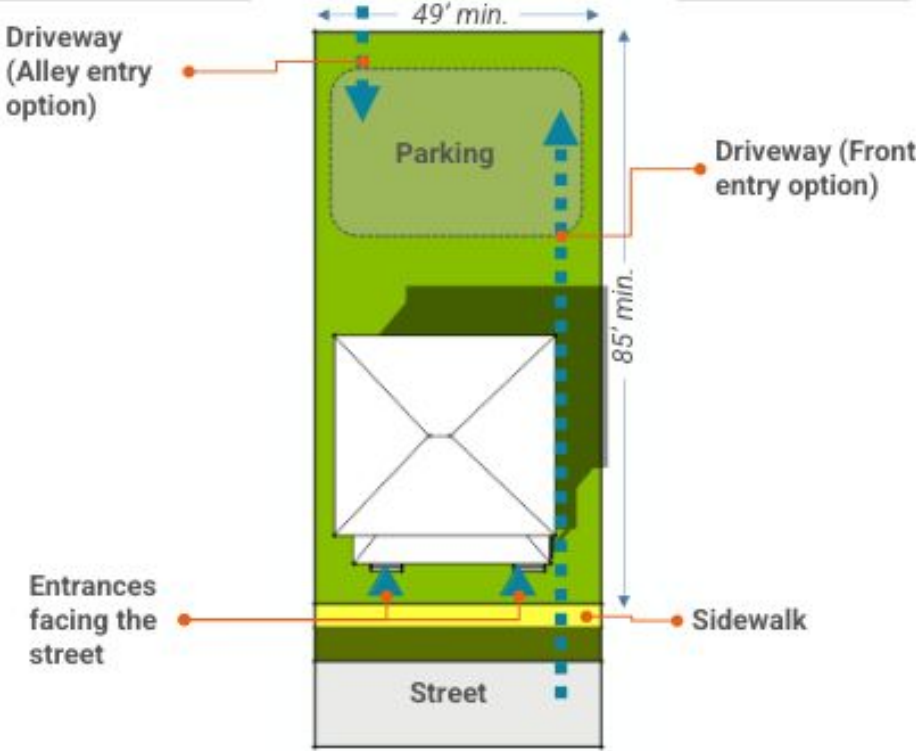 49' min.
Driveway
(Alley entry
option)
Parking
Driveway (Front
entry option)
85' min.
Entrances
facing the
street
Sidewalk
Street